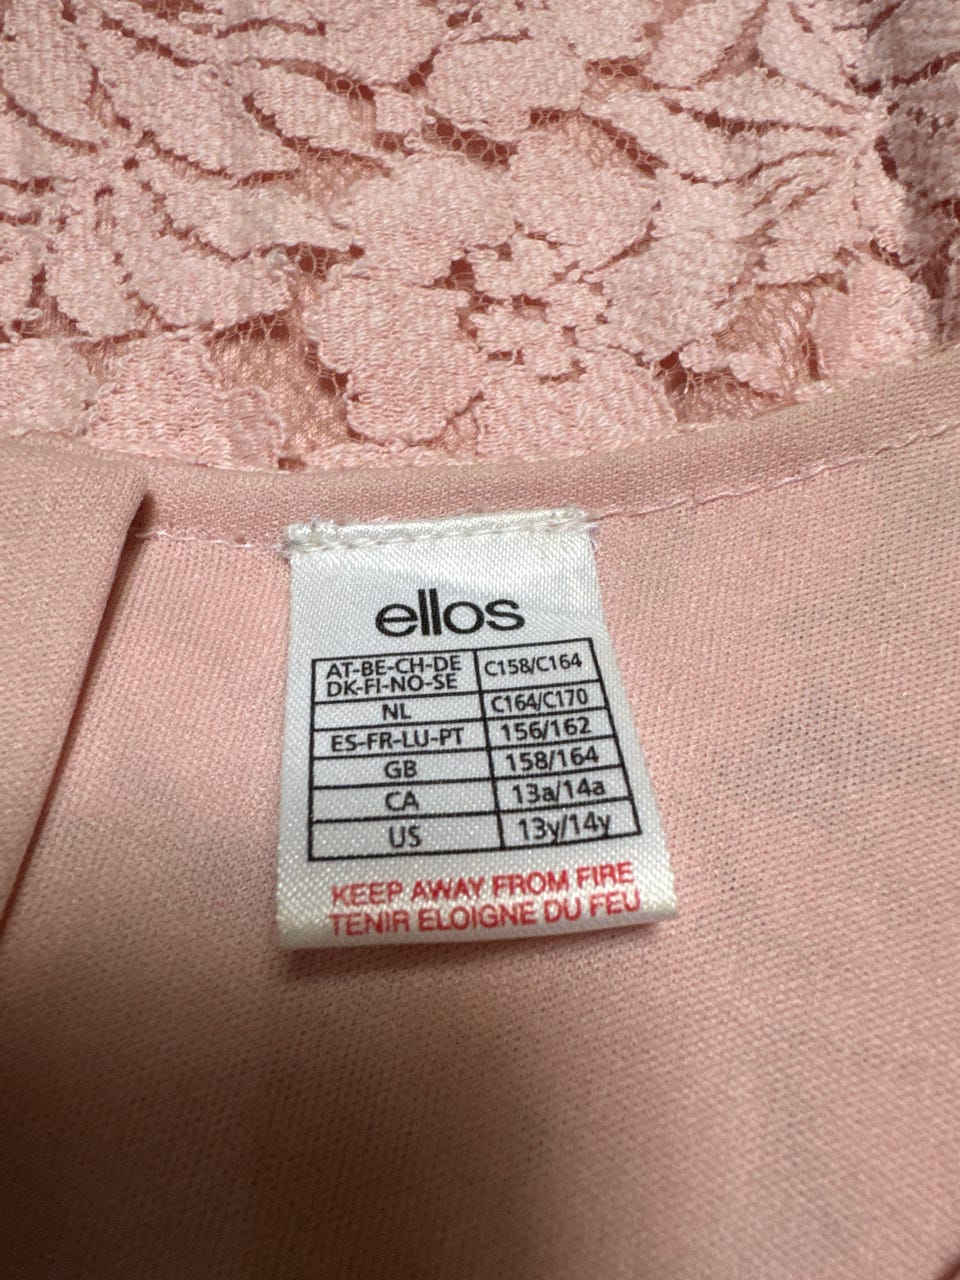 ellos
AT-BE-CH-DE
DK-FI-NO-SE C158/C164
NL C164/C170
ES-FR-LU-PT 156/162
GB 158/164
CA 13a/14a
US 13y/14y
KEEP AWAY FROM FIRE
TENIR ELOIGNE DU FEU